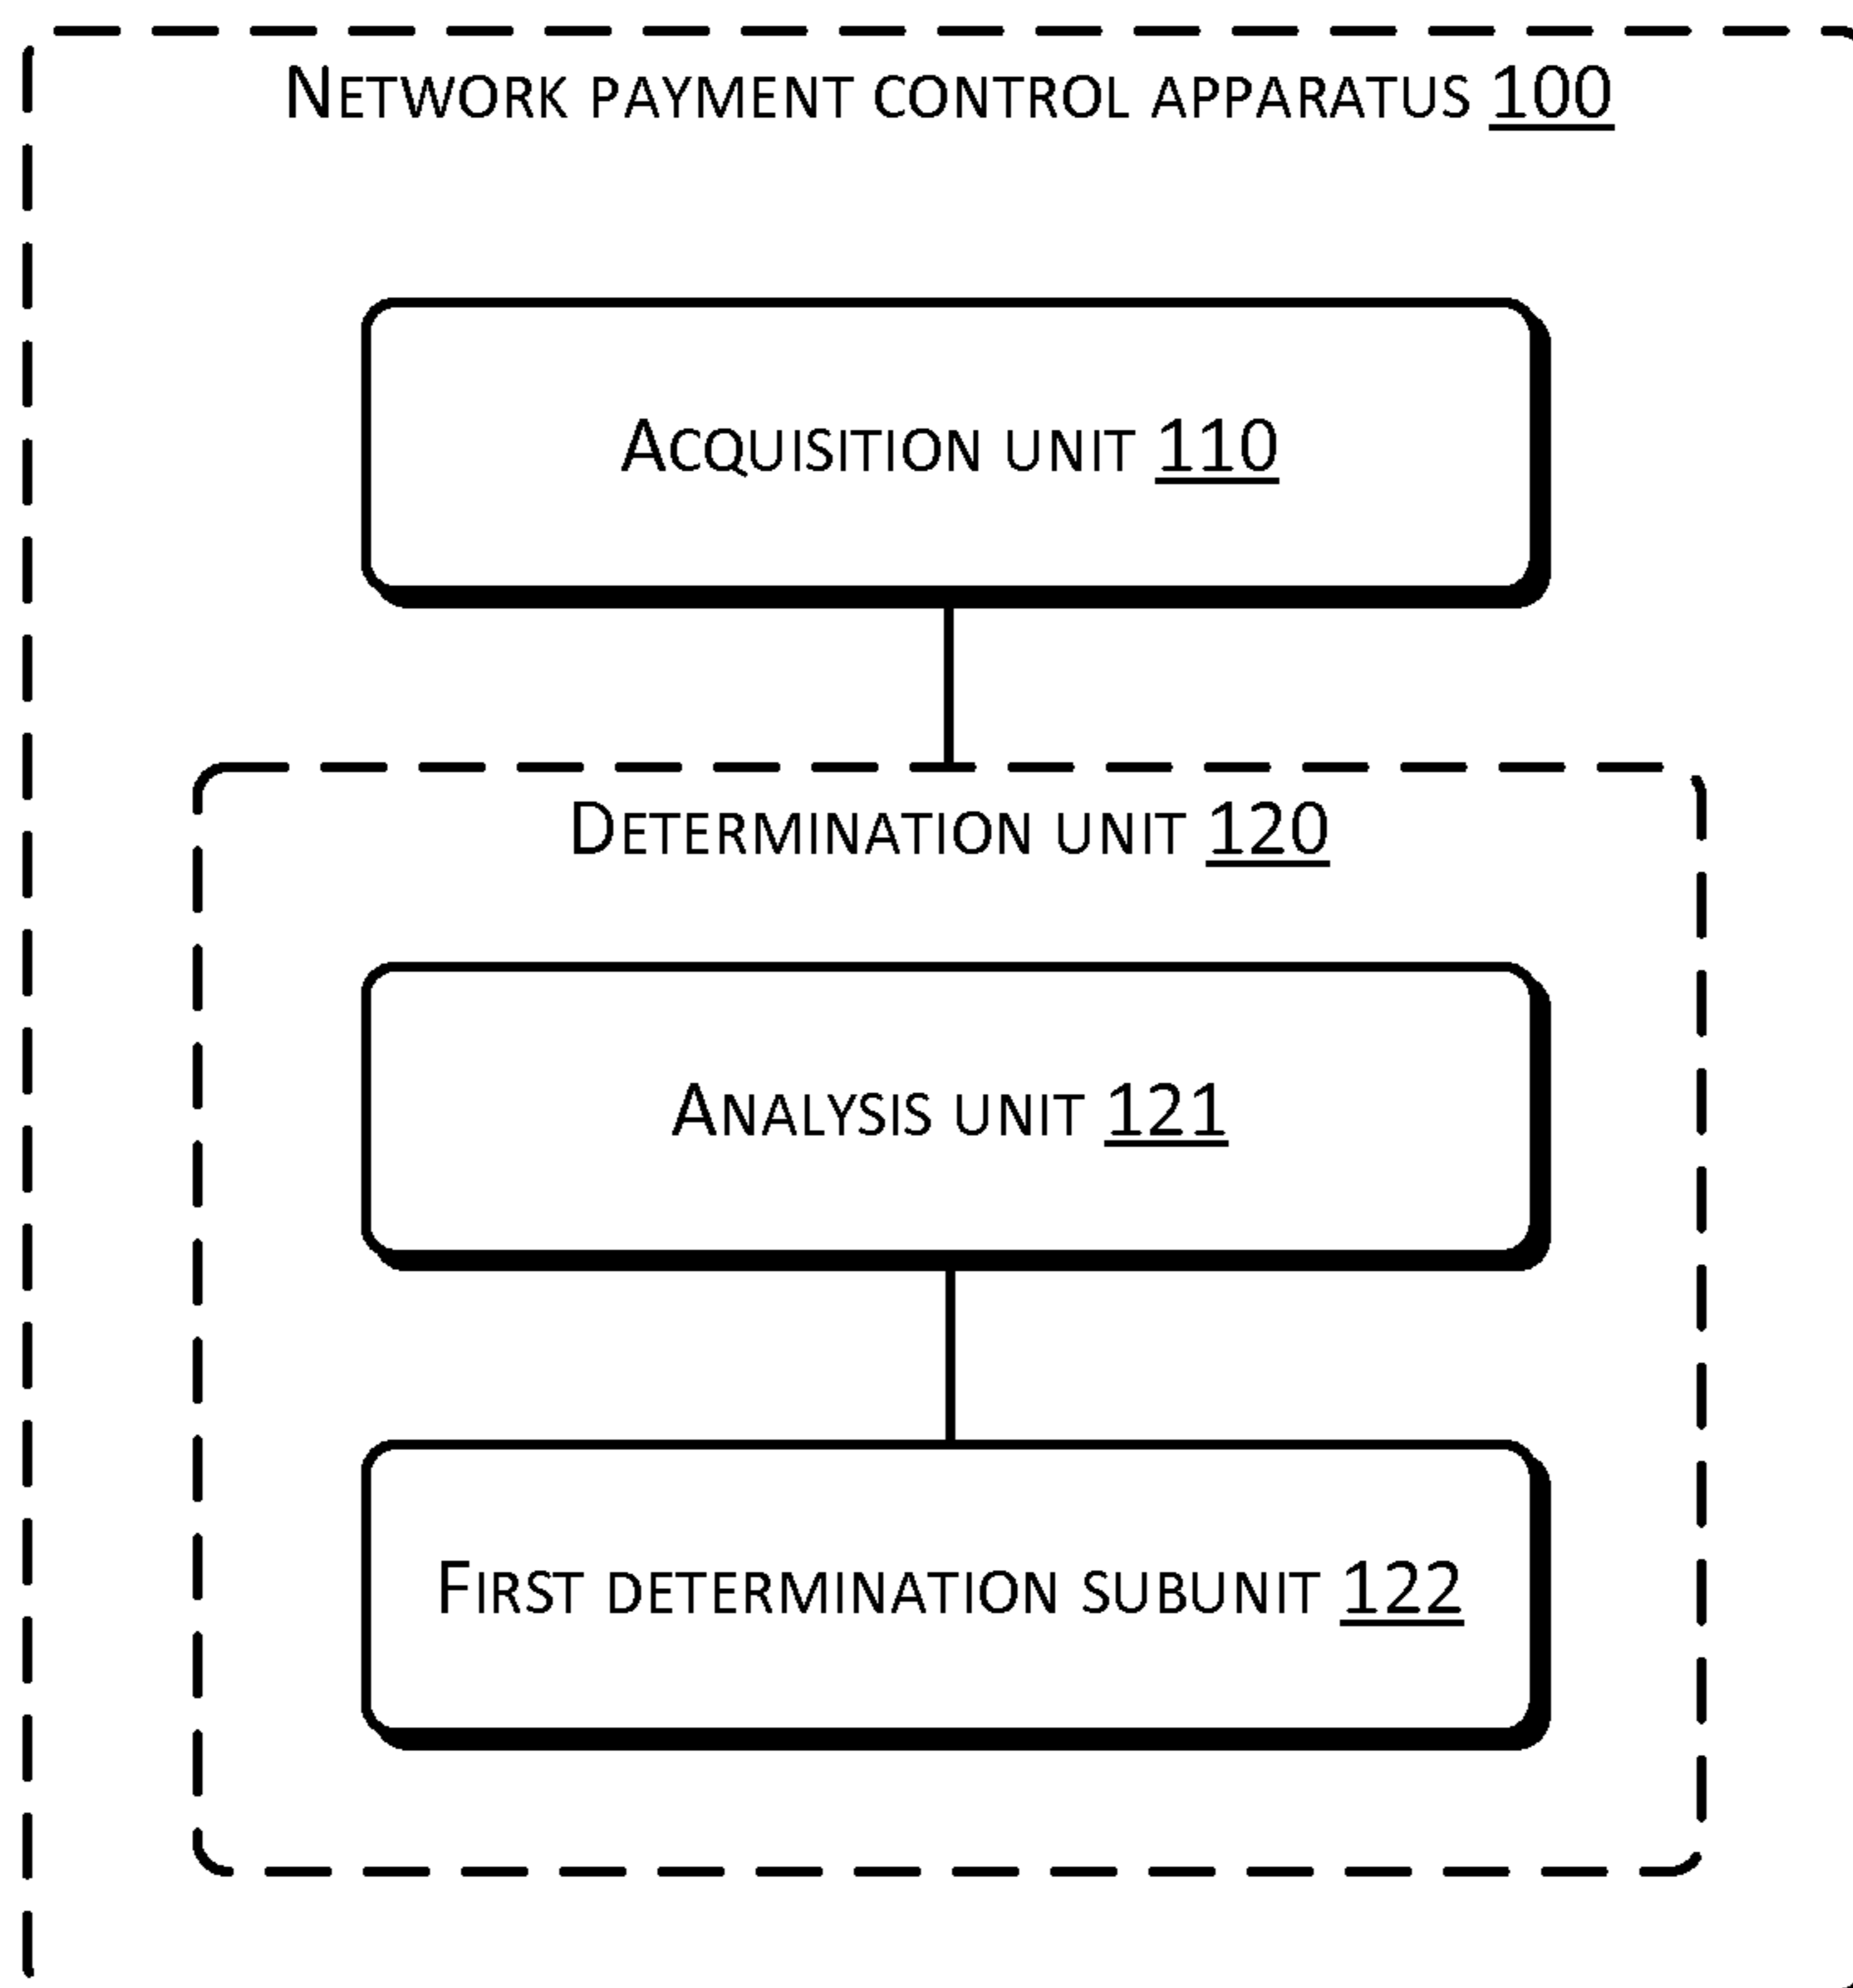 Network payment control apparatus 100
Acquisition unit 110
Determination unit 120
Analysis unit 121
First determination subunit 122